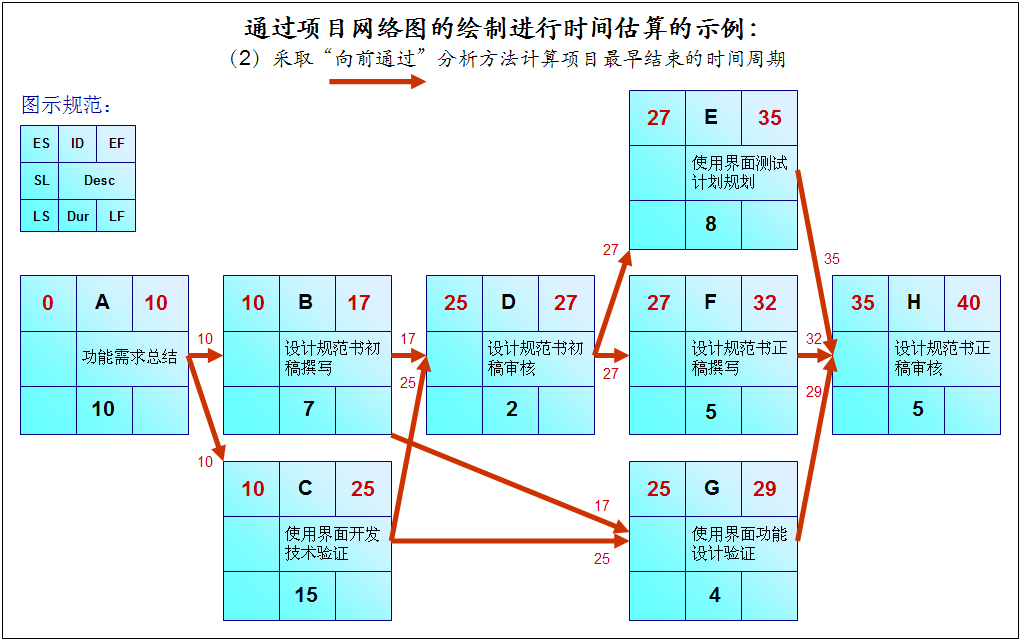 通过项目网络图的绘制进行时间估算的示例：
（2）采取“向前通过”分析方法计算项目最早结束的时间周期
图示规范：
ES ID EF
SL Desc
LS Dur LF
27 E 35
使用界面测试
计划规划
8
27
35
0 A 10
功能需求总结
10
10
10
10 B 17
设计规范书初
稿撰写
7
17
25
25 D 27
设计规范书初
稿审核
2
27
27 F 32
设计规范书正
稿撰写
5
32
29
35 H 40
设计规范书正
稿审核
5
10 C 25
使用界面开发
技术验证
15
17
25
25 G 29
使用界面功能
设计验证
4